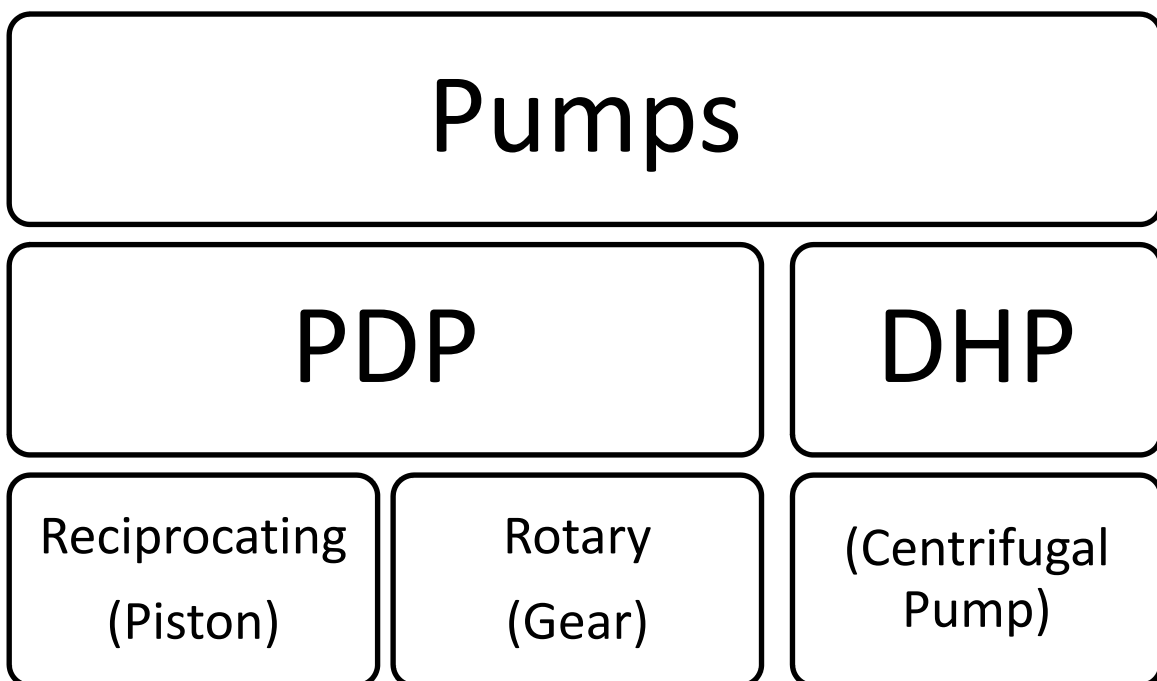 Pumps
PDP
DHP
Reciprocating
(Piston)
Rotary
(Gear)
(Centrifugal
Pump)